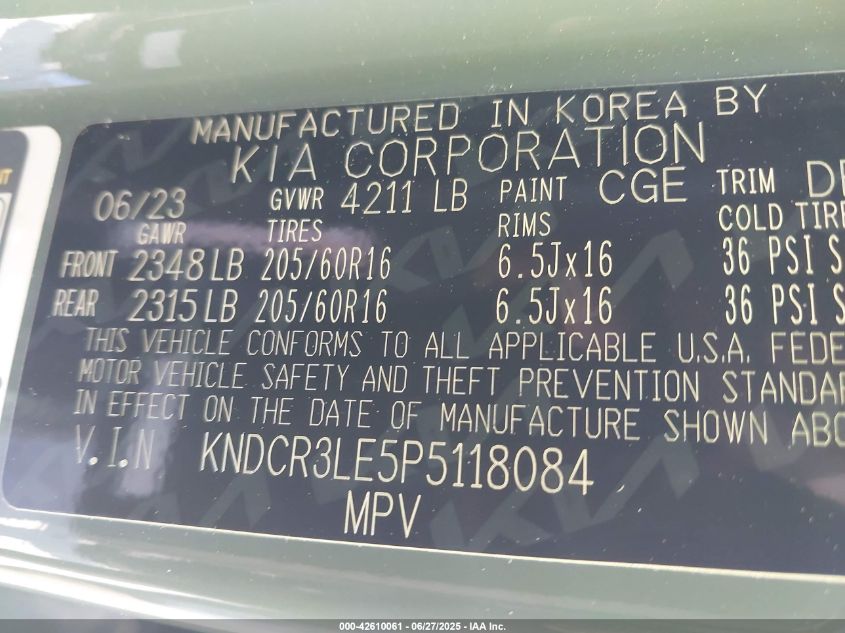 MANUFACTURED IN KOREA BY
KIA CORPORATION
06/23 GVWR 4211 LB PAINT CGE TRIM
GAWR TIRES RIMS COLD TIRE
FRONT 2348 LB 205/60R16 6.5Jx16 36 PSI
REAR 2315 LB 205/60R16 6.5Jx16 36 PSI
THIS VEHICLE CONFORMS TO ALL APPLICABLE U.S.A.
MOTOR VEHICLE SAFETY AND THEFT PREVENTION
IN EFFECT ON THE DATE OF MANUFACTURE SHOWN
V.I.N KNDCR3LE5P5118084
MPV
000-42610061 - 06/27/2025 - IAA Inc.